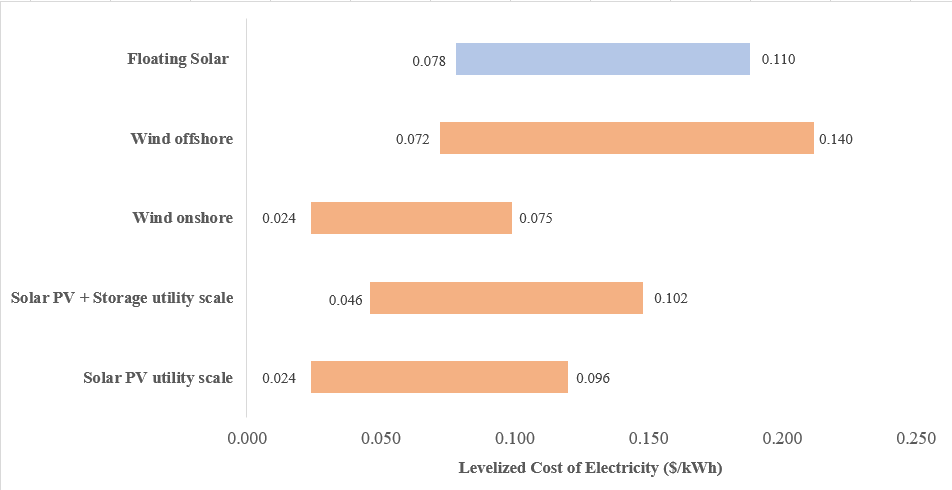 Floating Solar
0.078
0.110
Wind offshore
0.072
0.140
Wind onshore
0.024
0.075
Solar PV + Storage utility scale
0.046
0.102
Solar PV utility scale
0.024
0.096
0.000 0.050 0.100 0.150 0.200 0.250
Levelized Cost of Electricity ($/kWh)